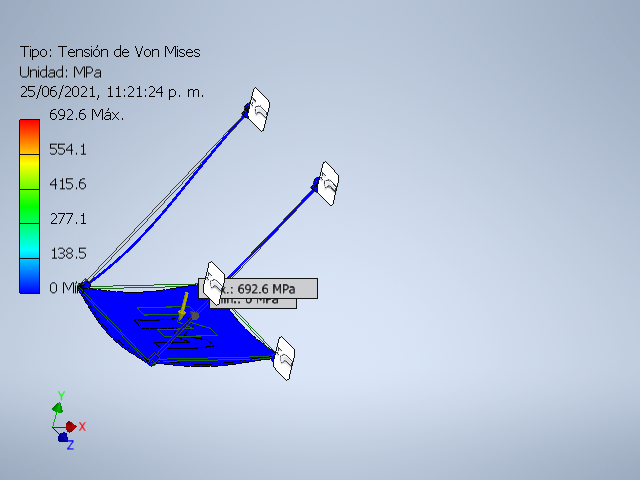 Tipo: Tensión de Von Mises
Unidad: MPa
25/06/2021, 11:21:24 p. m.
692.6 Máx.
554.1
415.6
277.1
138.5
0
692.6 MPa
0 MPa
Y
X
Z